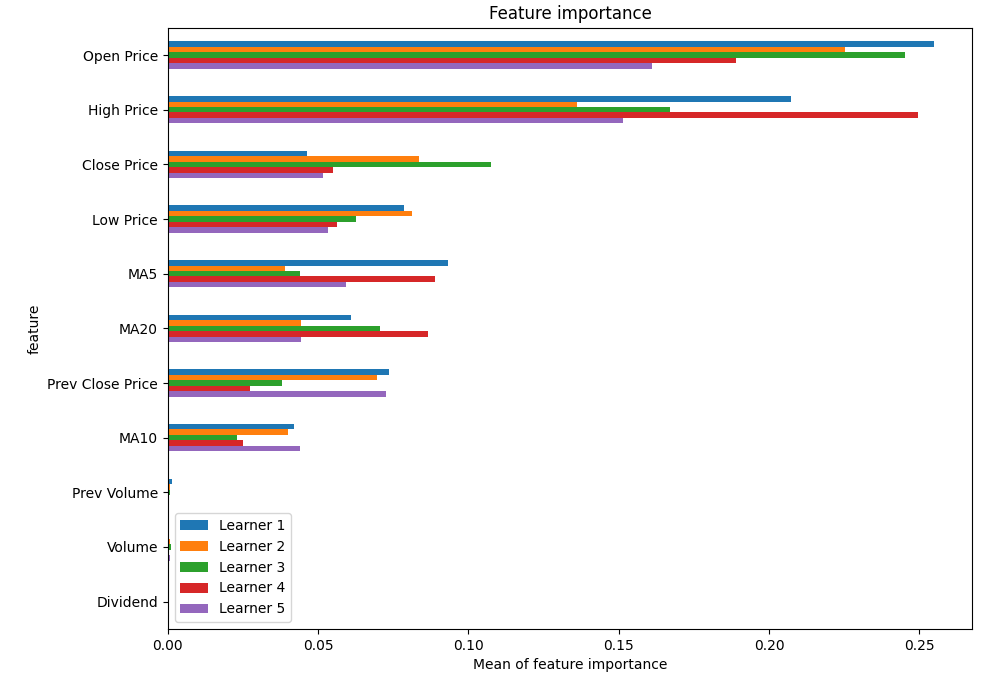 Feature importance
feature
Open Price
High Price
Close Price
Low Price
MA5
MA20
Prev Close Price
MA10
Prev Volume
Volume
Dividend
Learner 1
Learner 2
Learner 3
Learner 4
Learner 5
0.00 0.05 0.10 0.15 0.20 0.25
Mean of feature importance